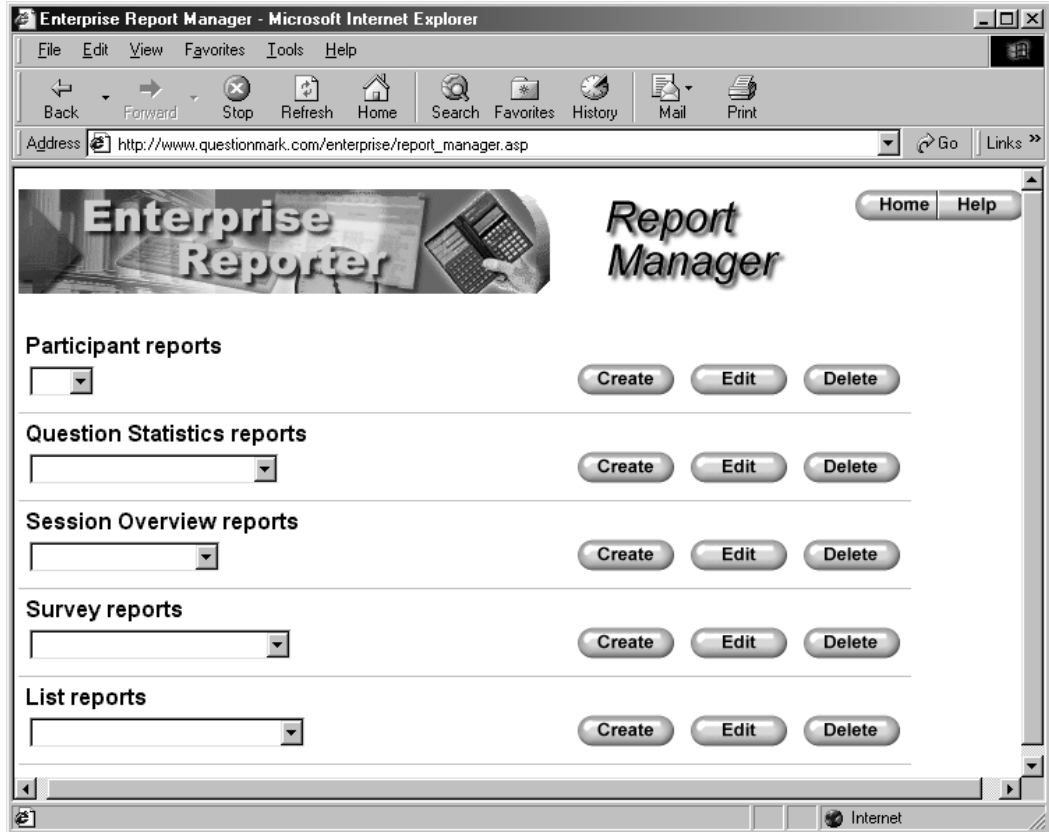 Enterprise Report Manager - Microsoft Internet Explorer
File Edit View Favorites Tools Help
Back Forward Stop Refresh Home Search Favorites History Mail Print
Address http://www.questionmark.com/enterprise/report_manager.asp Go Links »
Enterprise
Reporter
Report
Manager
Home Help
Participant reports
Create Edit Delete
Question Statistics reports
Create Edit Delete
Session Overview reports
Create Edit Delete
Survey reports
Create Edit Delete
List reports
Create Edit Delete
Internet